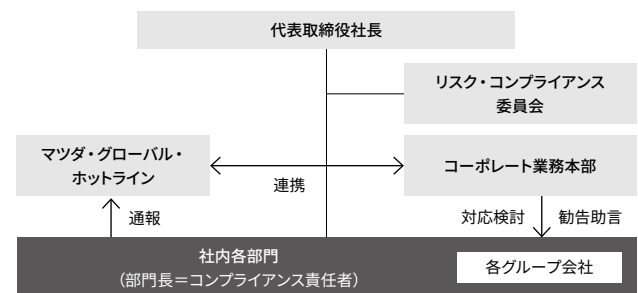 代表取締役社長
リスク・コンプライアンス
委員会
マツダ・グローバル・
ホットライン
コーポレート業務本部
連携
通報
対応検討
勧告助言
社内各部門
（部門長＝コンプライアンス責任者）
各グループ会社